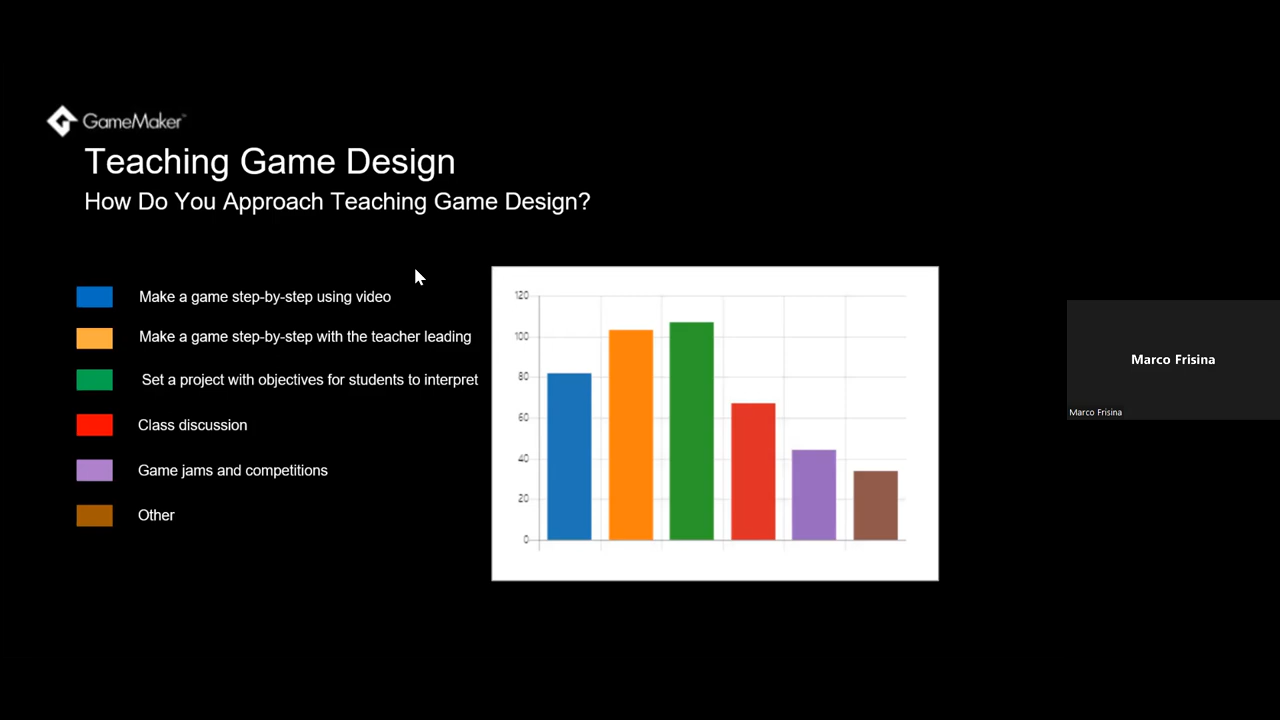 GameMaker™
Teaching Game Design
How Do You Approach Teaching Game Design?
Make a game step-by-step using video
Make a game step-by-step with the teacher leading
Set a project with objectives for students to interpret
Class discussion
Game jams and competitions
Other
120
100
80
60
40
20
0
Marco Frisina
Marco Frisina